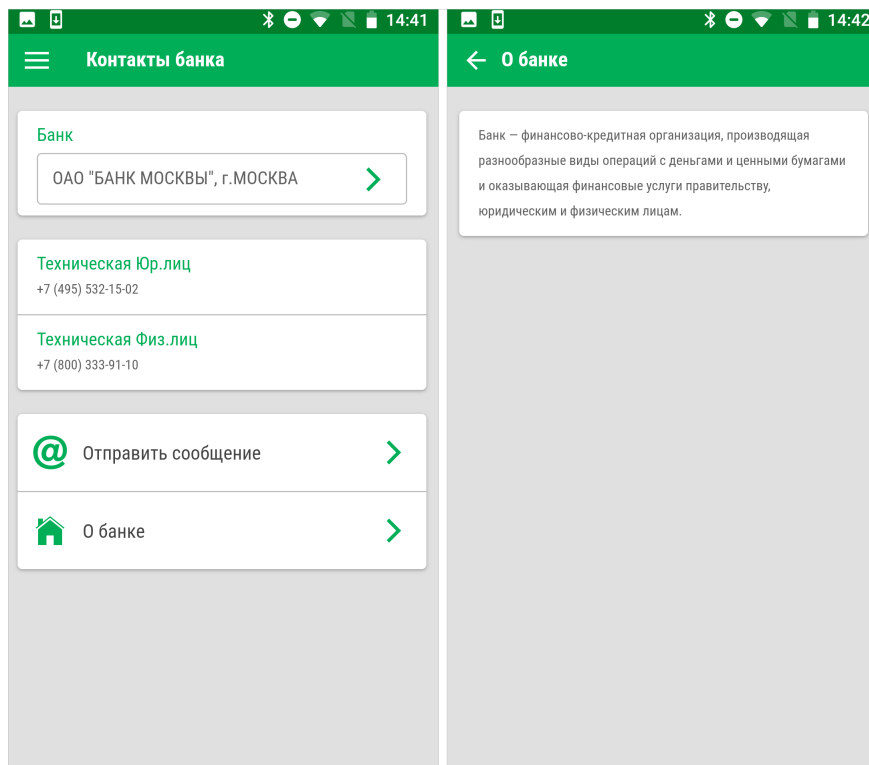 14:41
Контакты банка
Банк
ОАО "БАНК МОСКВЫ", г.МОСКВА
Техническая Юр.лиц
+7 (495) 532-15-02
Техническая Физ.лиц
+7 (800) 333-91-10
@ Отправить сообщение
О банке
14:42
О банке
Банк — финансово-кредитная организация, производящая
разнообразные виды операций с деньгами и ценными бумагами
и оказывающая финансовые услуги правительству,
юридическим и физическим лицам.